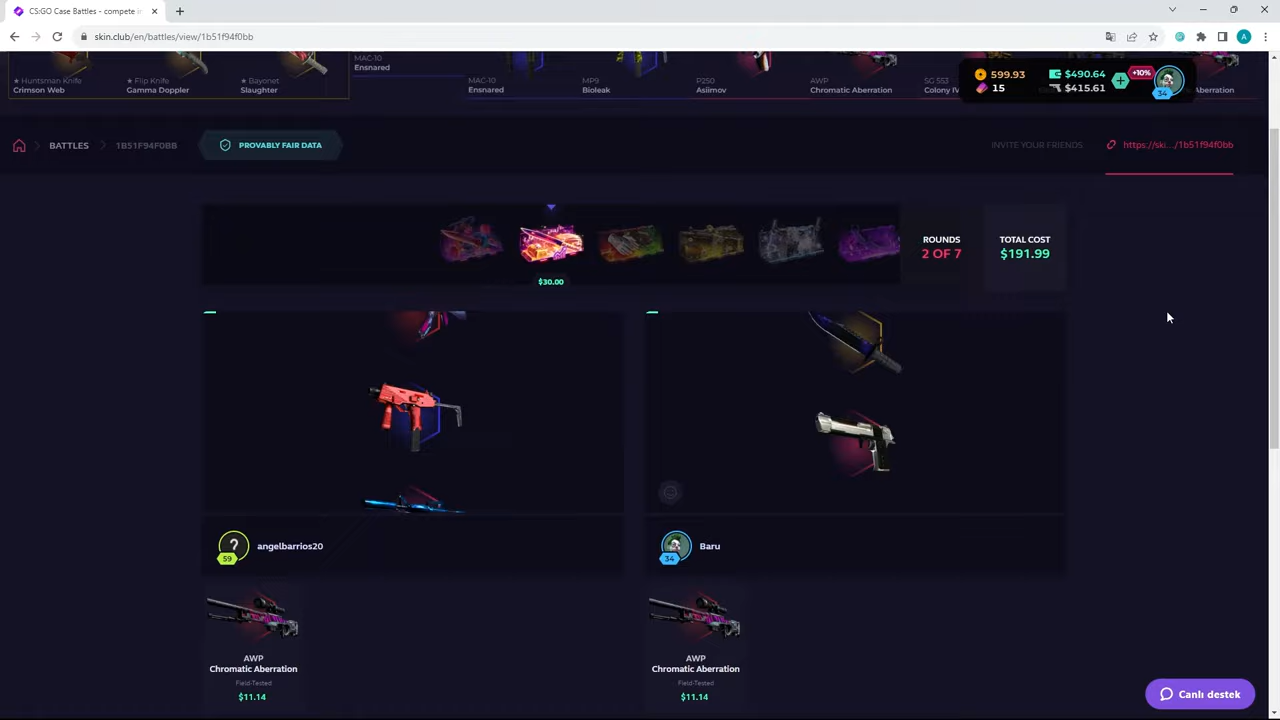 CS:GO Case Battles - compete i
skin.club/en/battles/view/1b51f94f0bb
A
★ Huntsman Knife
Crimson Web
★ Flip Knife
Gamma Doppler
★ Bayonet
Slaughter
MAC-10
Ensnared
MAC-10
Ensnared
MP9
Bioleak
P250
Asiimov
AWP
Chromatic Aberration
SG 553
Colony IV
Aberration
599.93
15
$490.64
$415.61
+10%
34
BATTLES
1B51F94F0BB
PROVABLY FAIR DATA
INVITE YOUR FRIENDS
https://ski.../1b51f94f0bb
ROUNDS
2 OF 7
TOTAL COST
$191.99
$30.00
?
59
angelbarrios20
34
Baru
AWP
Chromatic Aberration
Field-Tested
$11.14
AWP
Chromatic Aberration
Field-Tested
$11.14
Canlı destek